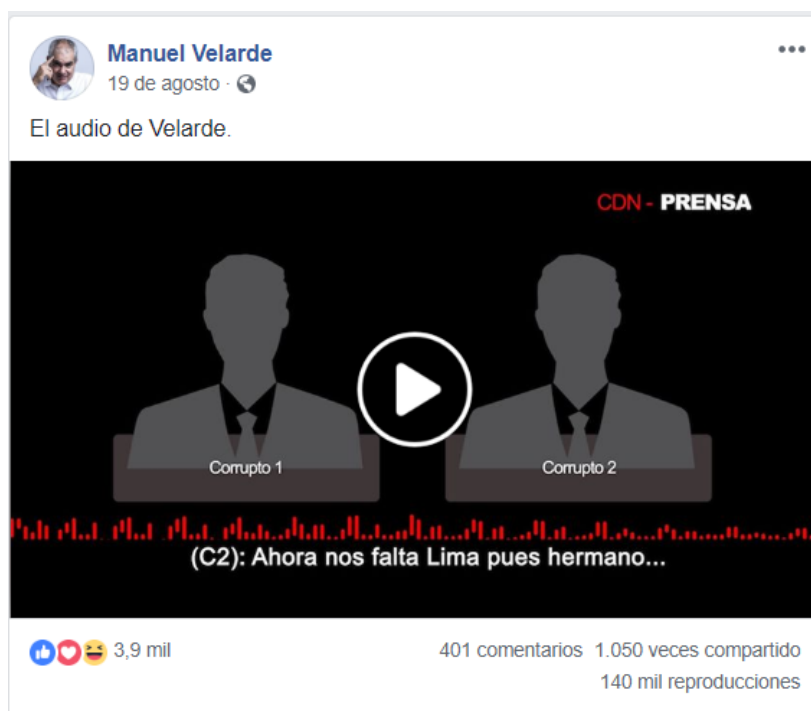 Manuel Velarde
19 de agosto ·
El audio de Velarde.
CDN - PRENSA
Corrupto 1
Corrupto 2
(C2): Ahora nos falta Lima pues hermano...
3,9 mil
401 comentarios 1.050 veces compartido
140 mil reproducciones